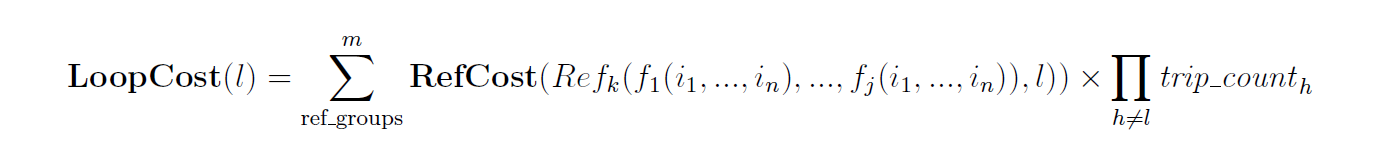 m
LoopCost(l) = ∑ RefCost(Ref_k(f_1(i_1, ..., i_n), ..., f_j(i_1, ..., i_n)), l)) × ∏ trip_count_h
ref_groups h≠l